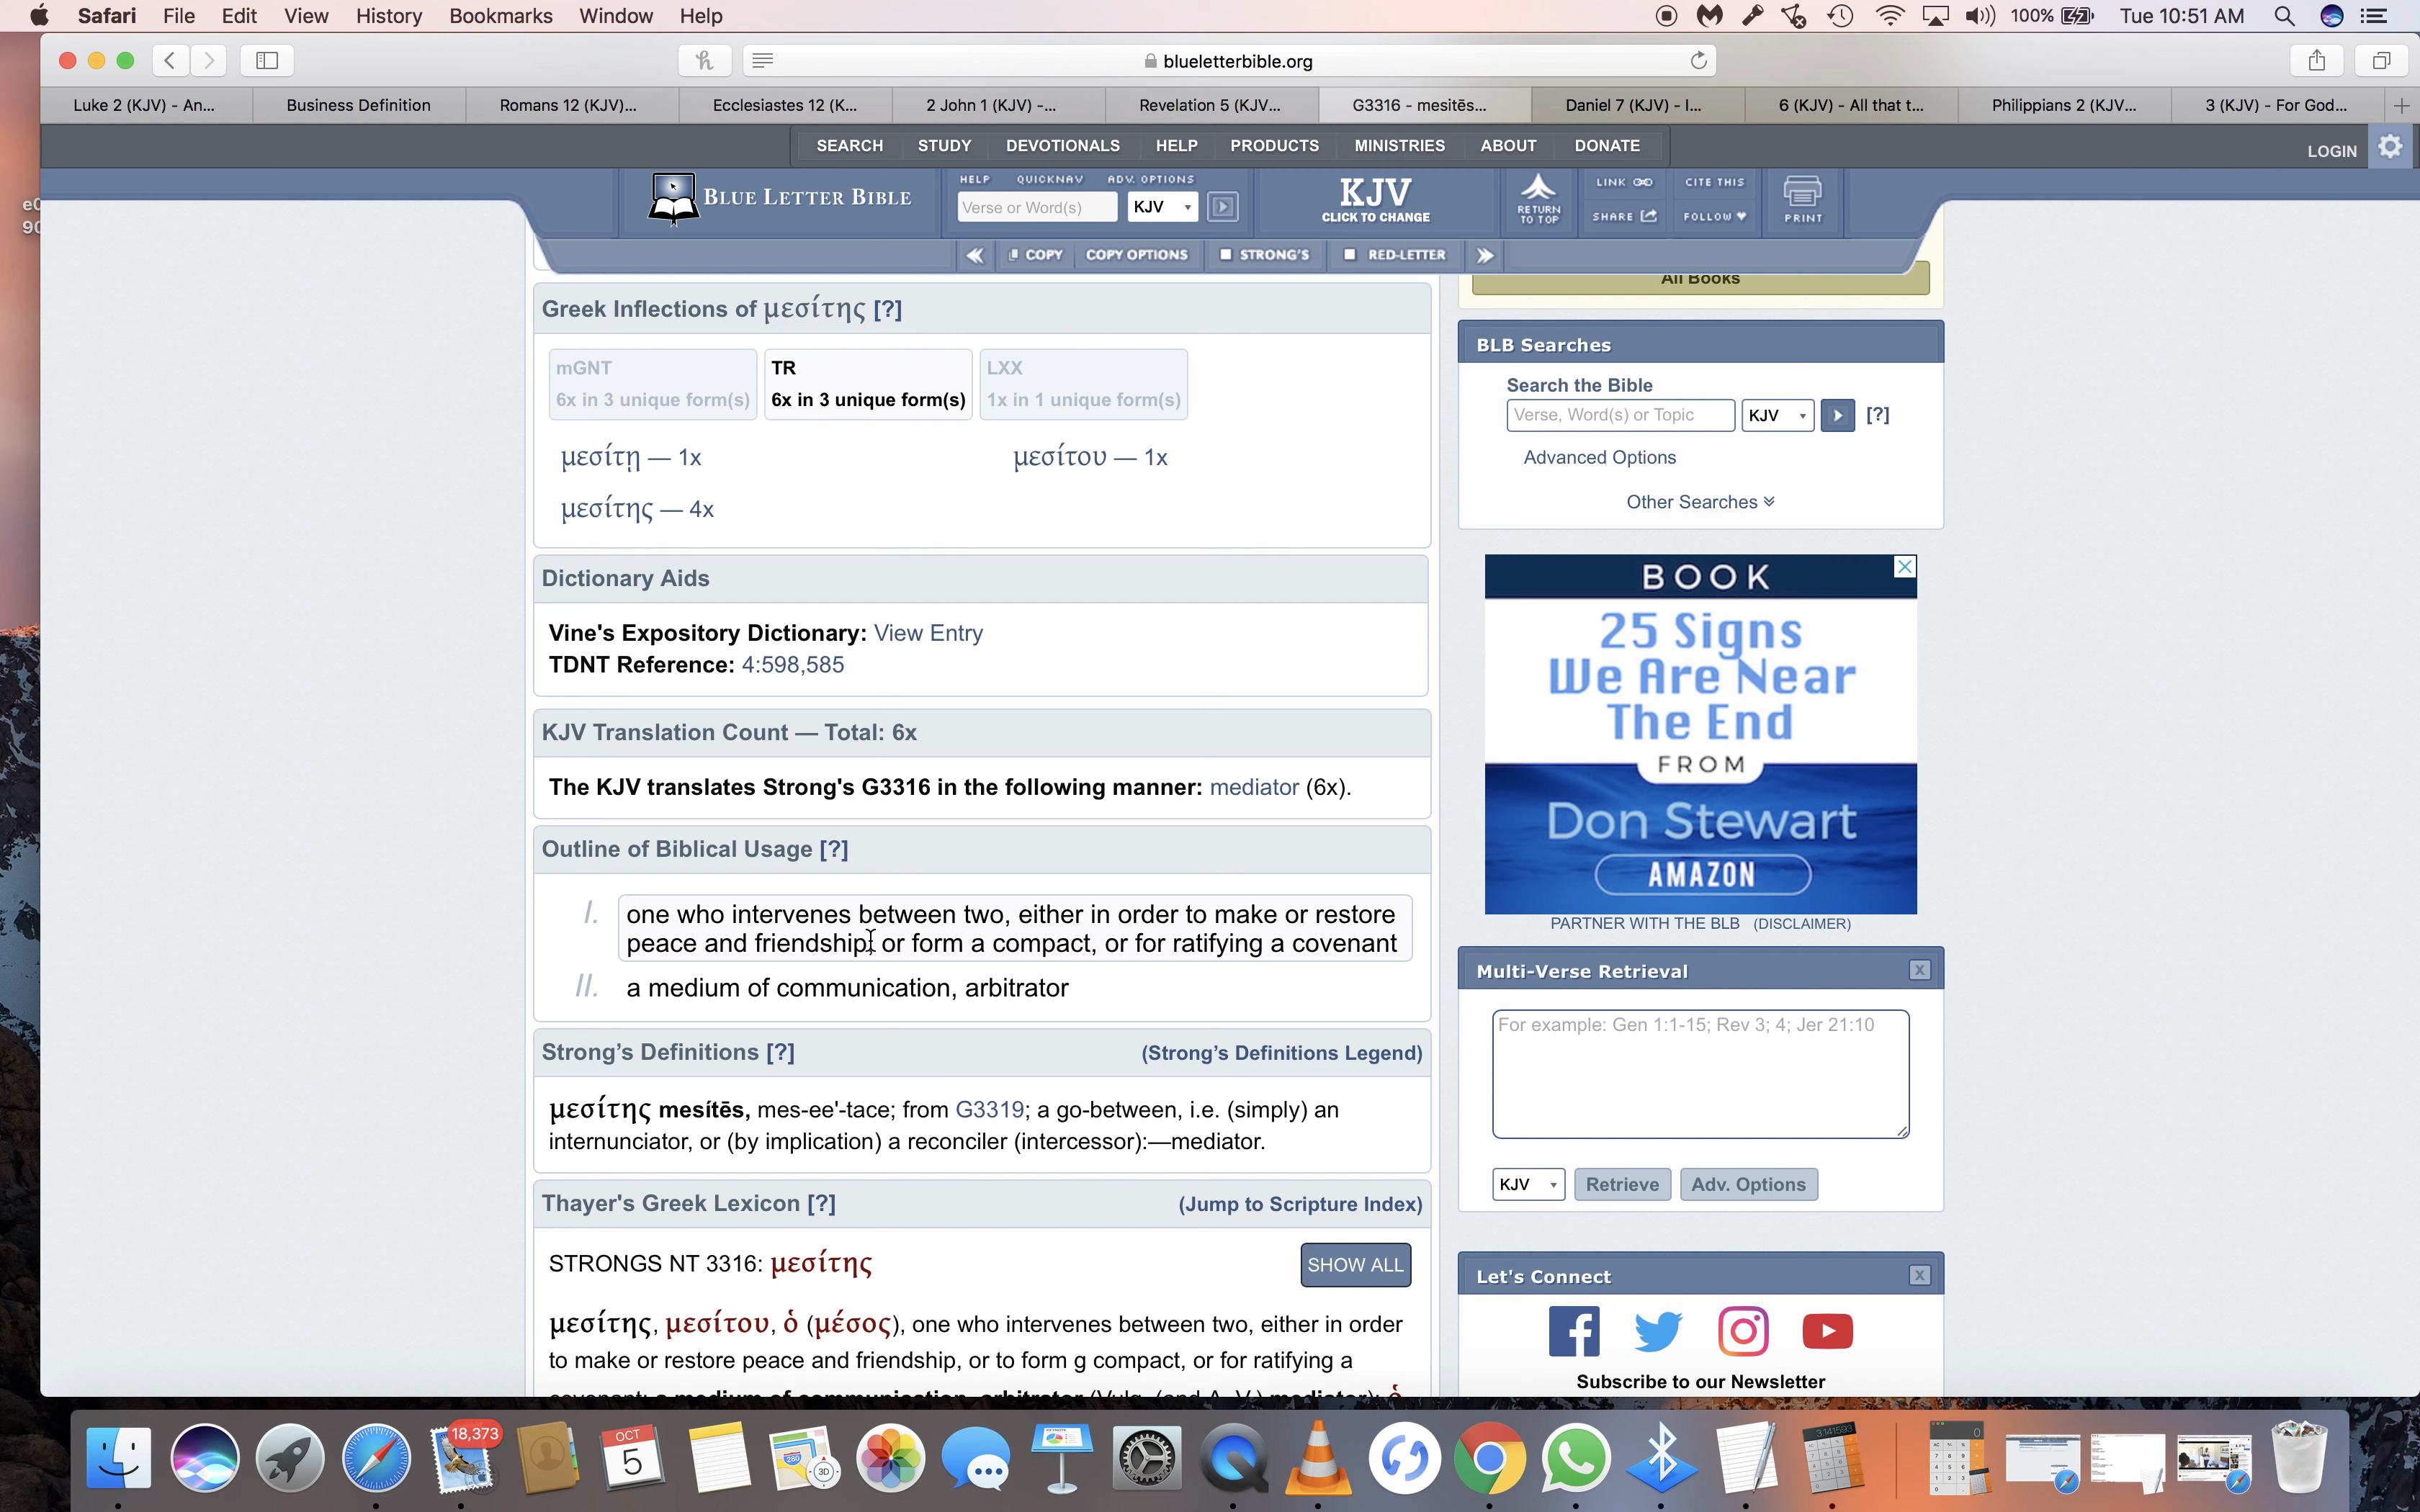 Safari File Edit View History Bookmarks Window Help 100% Tue 10:51 AM
blueletterbible.org
Luke 2 (KJV) - An... Business Definition Romans 12 (KJV)... Ecclesiastes 12 (K... 2 John 1 (KJV) -... Revelation 5 (KJV... G3316 - mesitēs... Daniel 7 (KJV) - I... 6 (KJV) - All that t... Philippians 2 (KJV... 3 (KJV) - For God...
SEARCH STUDY DEVOTIONALS HELP PRODUCTS MINISTRIES ABOUT DONATE LOGIN
HELP QUICKNAV ADV. OPTIONS
BLUE LETTER BIBLE
Verse or Word(s) KJV
KJV
CLICK TO CHANGE
RETURN
TO TOP
LINK CITE THIS
SHARE FOLLOW
PRINT
COPY COPY OPTIONS STRONG'S RED-LETTER
Greek Inflections of μεσίτης [?]
mGNT
6x in 3 unique form(s)
TR
6x in 3 unique form(s)
LXX
1x in 1 unique form(s)
μεσίτῃ — 1x
μεσίτου — 1x
μεσίτης — 4x
Dictionary Aids
Vine's Expository Dictionary: View Entry
TDNT Reference: 4:598,585
KJV Translation Count — Total: 6x
The KJV translates Strong's G3316 in the following manner: mediator (6x).
Outline of Biblical Usage [?]
I. one who intervenes between two, either in order to make or restore
peace and friendship, or form a compact, or for ratifying a covenant
II. a medium of communication, arbitrator
Strong's Definitions [?] (Strong's Definitions Legend)
μεσίτης mesítēs, mes-ee'-tace; from G3319; a go-between, i.e. (simply) an
internunciator, or (by implication) a reconciler (intercessor):—mediator.
Thayer's Greek Lexicon [?] (Jump to Scripture Index)
STRONGS NT 3316: μεσίτης
SHOW ALL
μεσίτης, μεσίτου, ὁ (μέσος), one who intervenes between two, either in order
to make or restore peace and friendship, or to form g compact, or for ratifying a
covenant: a medium of communication, arbitrator (Vulg. (and A. V.) mediator): ὁ
All Books
BLB Searches
Search the Bible
Verse, Word(s) or Topic KJV [?]
Advanced Options
Other Searches
BOOK
25 Signs
We Are Near
The End
FROM
Don Stewart
AMAZON
PARTNER WITH THE BLB (DISCLAIMER)
Multi-Verse Retrieval
For example: Gen 1:1-15; Rev 3; 4; Jer 21:10
KJV Retrieve Adv. Options
Let's Connect
Subscribe to our Newsletter
18,373
OCT
5
280
3D
3.141593